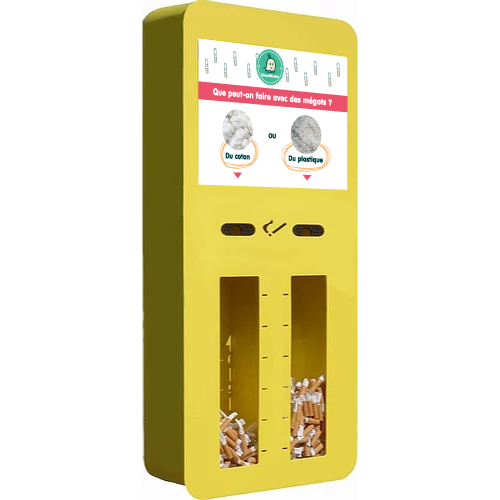 Que peut-on faire avec des mégots ?
ou
Du coton
Du plastique